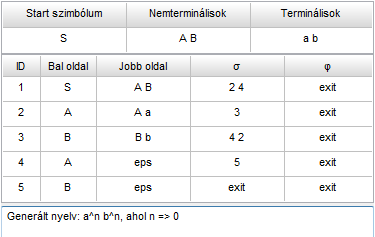 Start szimbólum Nemterminálisok Terminálisok
S A B a b
ID Bal oldal Jobb oldal σ φ
1 S A B 2 4 exit
2 A A a 3 exit
3 B B b 4 2 exit
4 A eps 5 exit
5 B eps exit exit
Generált nyelv: a^n b^n, ahol n => 0